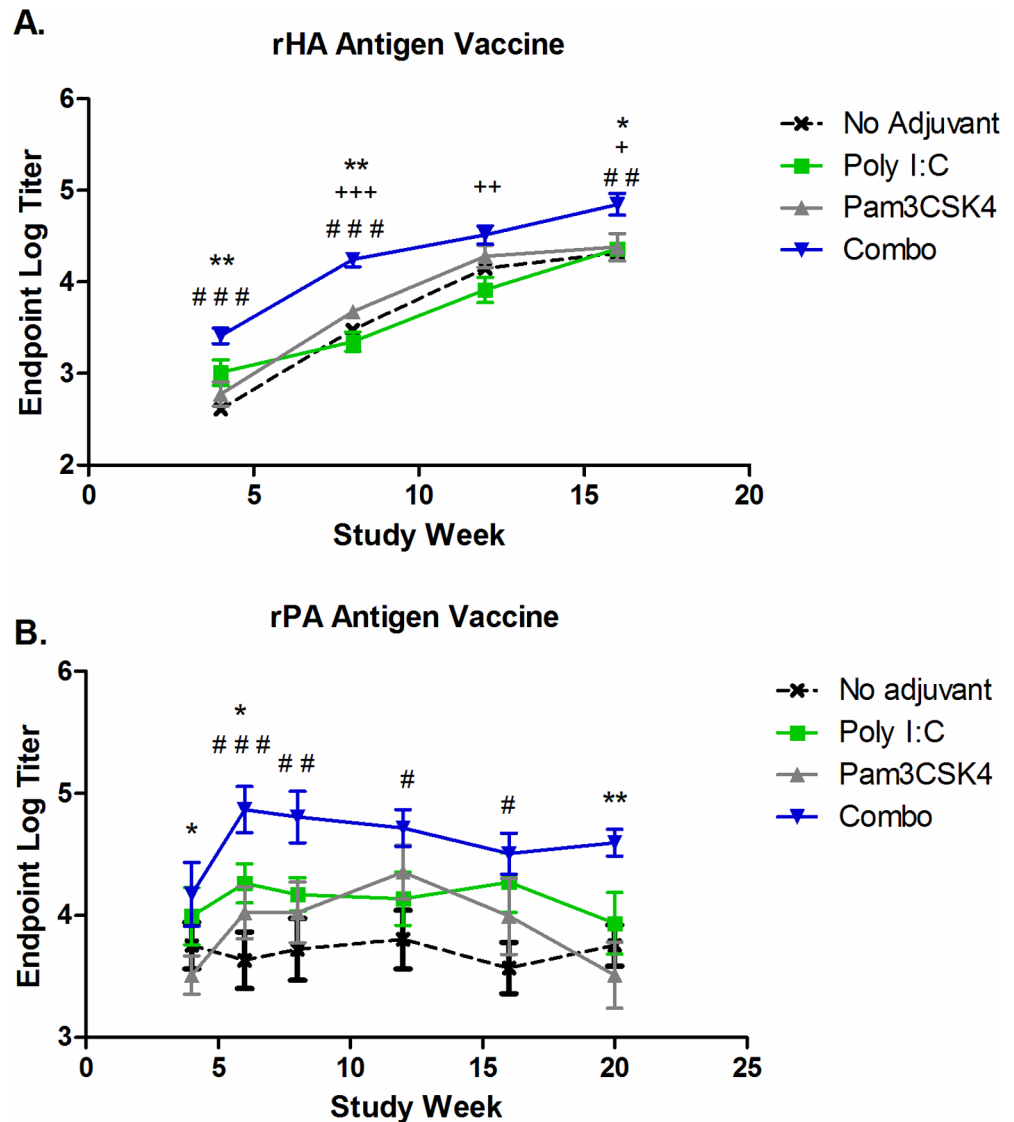 A.
rHA Antigen Vaccine
Endpoint Log Titer
6
5
4
3
2
0
5
10
15
20
Study Week
**
# # #
**
+++
# # #
++
*
+
# #
No Adjuvant
Poly I:C
Pam3CSK4
Combo
B.
rPA Antigen Vaccine
Endpoint Log Titer
6
5
4
3
0
5
10
15
20
25
Study Week
*
*
# # #
# #
#
#
**
No adjuvant
Poly I:C
Pam3CSK4
Combo